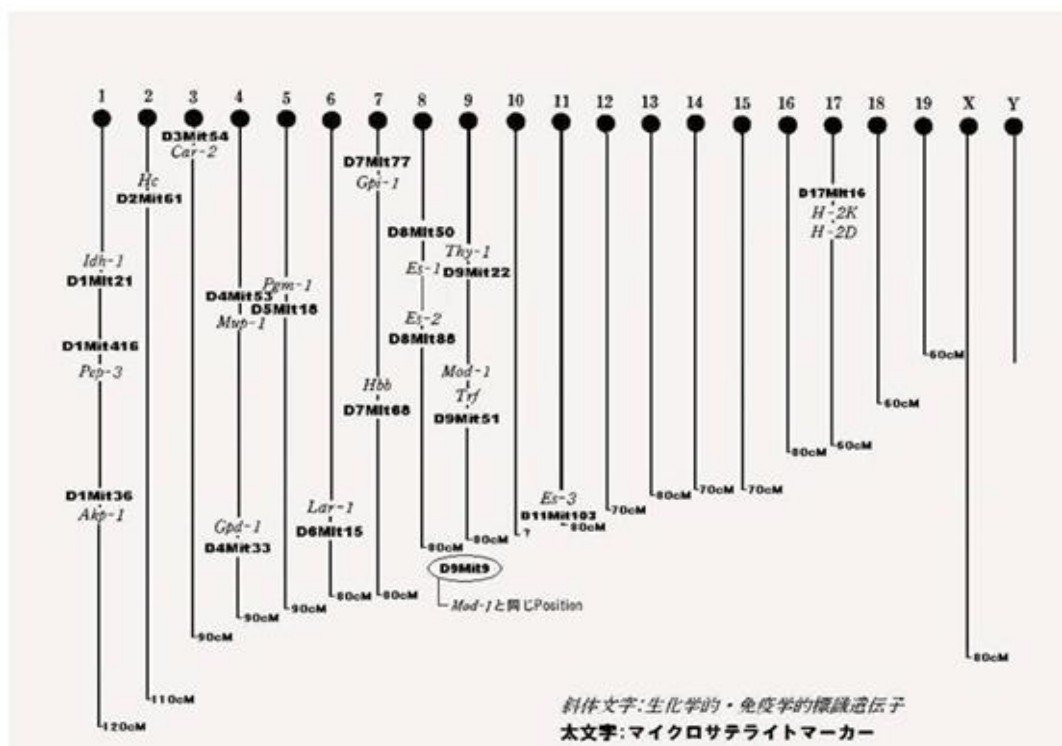 1 2 3 4 5 6 7 8 9 10 11 12 13 14 15 16 17 18 19 X Y
D3Mit54
Car-2
D7Mit77
Gpi-1
Hc
D2Mit61
D17Mit16
H-2K
H-2D
D8Mit50
Idh-1
D1Mit21
Es-1
Thy-1
D9Mit22
D4Mit53
Mup-1
Pgm-1
D5Mit18
Es-2
D8Mit88
D1Mit416
Pep-3
Mod-1
Trf
D9Mit51
Hbb
D7Mit68
60cM
60cM
60cM
80cM
70cM
70cM
80cM
70cM
D1Mit36
Akp-1
Es-3
D11Mit103
80cM
Lar-1
D6Mit15
Gpd-1
D4Mit33
80cM
80cM
?
D9Mit9
Mod-1と同じPosition
80cM
80cM
90cM
90cM
90cM
80cM
110cM
120cM
斜体文字:生化学的・免疫学的標識遺伝子
太文字:マイクロサテライトマーカー